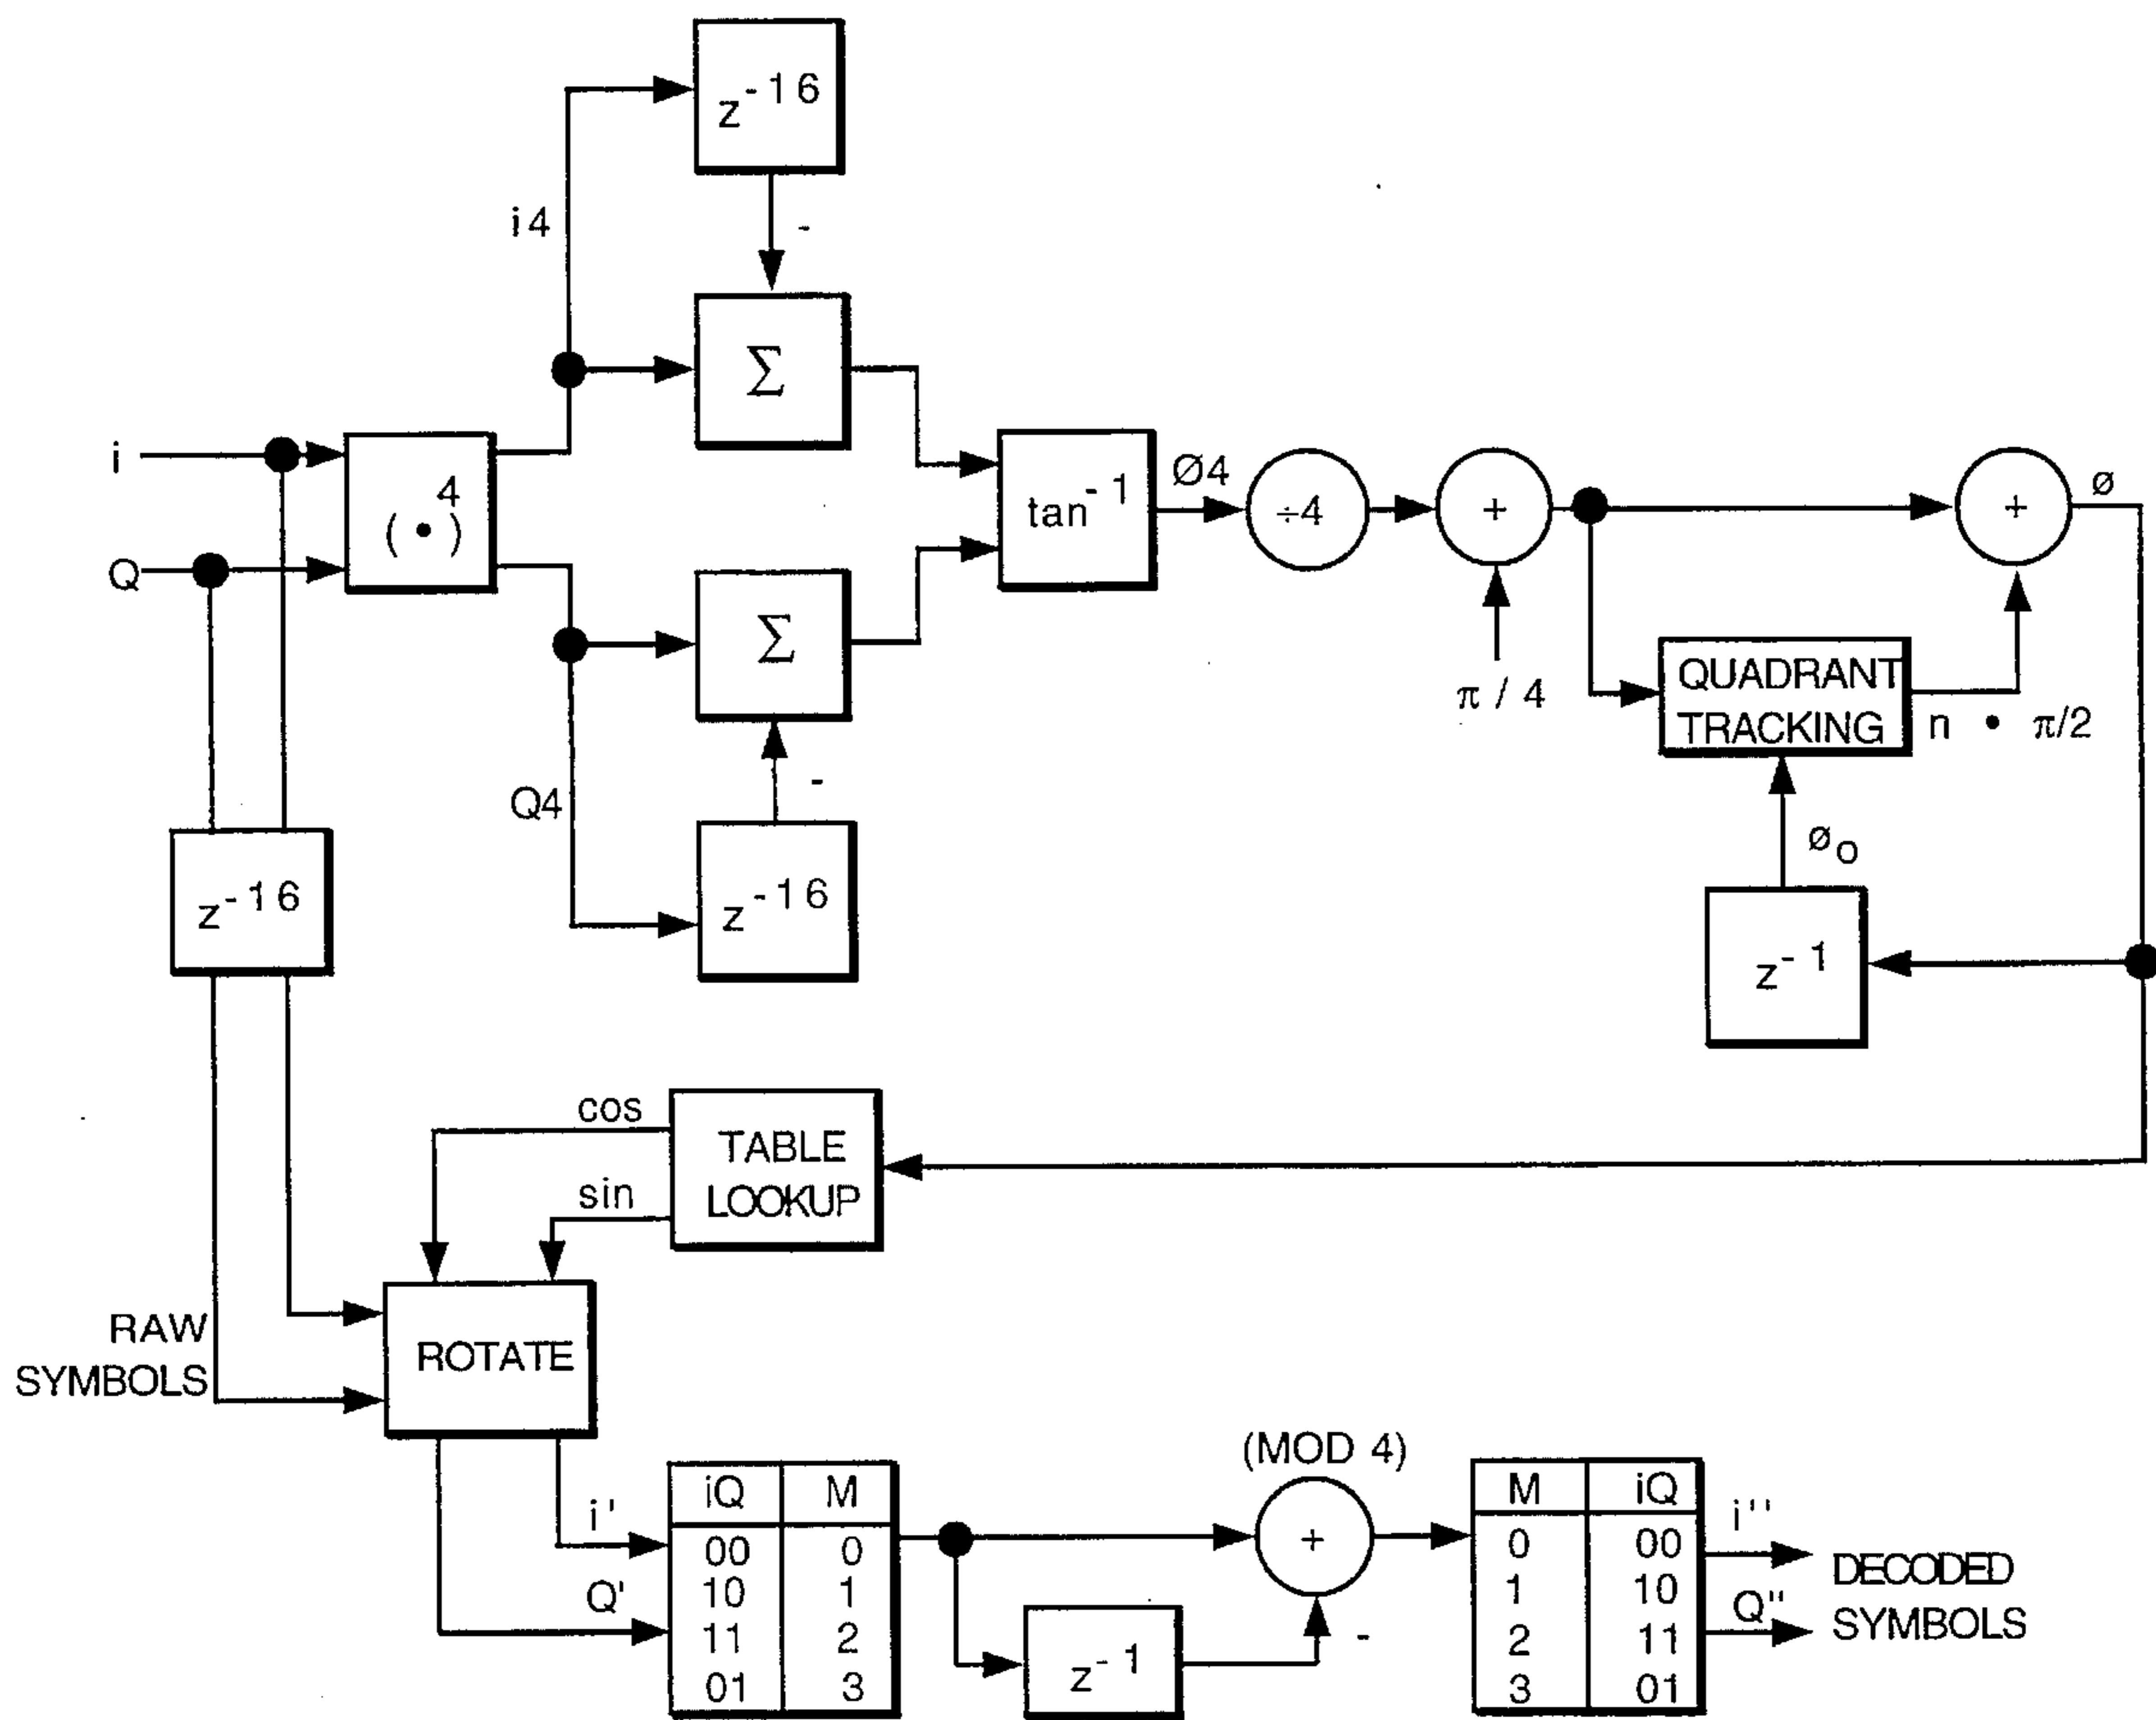 z-16
i4
-
Σ
i
( • )4
tan-1
Ø4
÷4
+
+
ø
Q
Σ
π / 4
QUADRANT
TRACKING
n • π/2
-
Q4
øo
z-16
z-16
z-1
cos
TABLE
LOOKUP
sin
RAW
SYMBOLS
ROTATE
(MOD 4)
iQ M
00 0
10 1
11 2
01 3
i'
Q'
+
-
z-1
M iQ
0 00
1 10
2 11
3 01
i''
Q''
DECODED
SYMBOLS